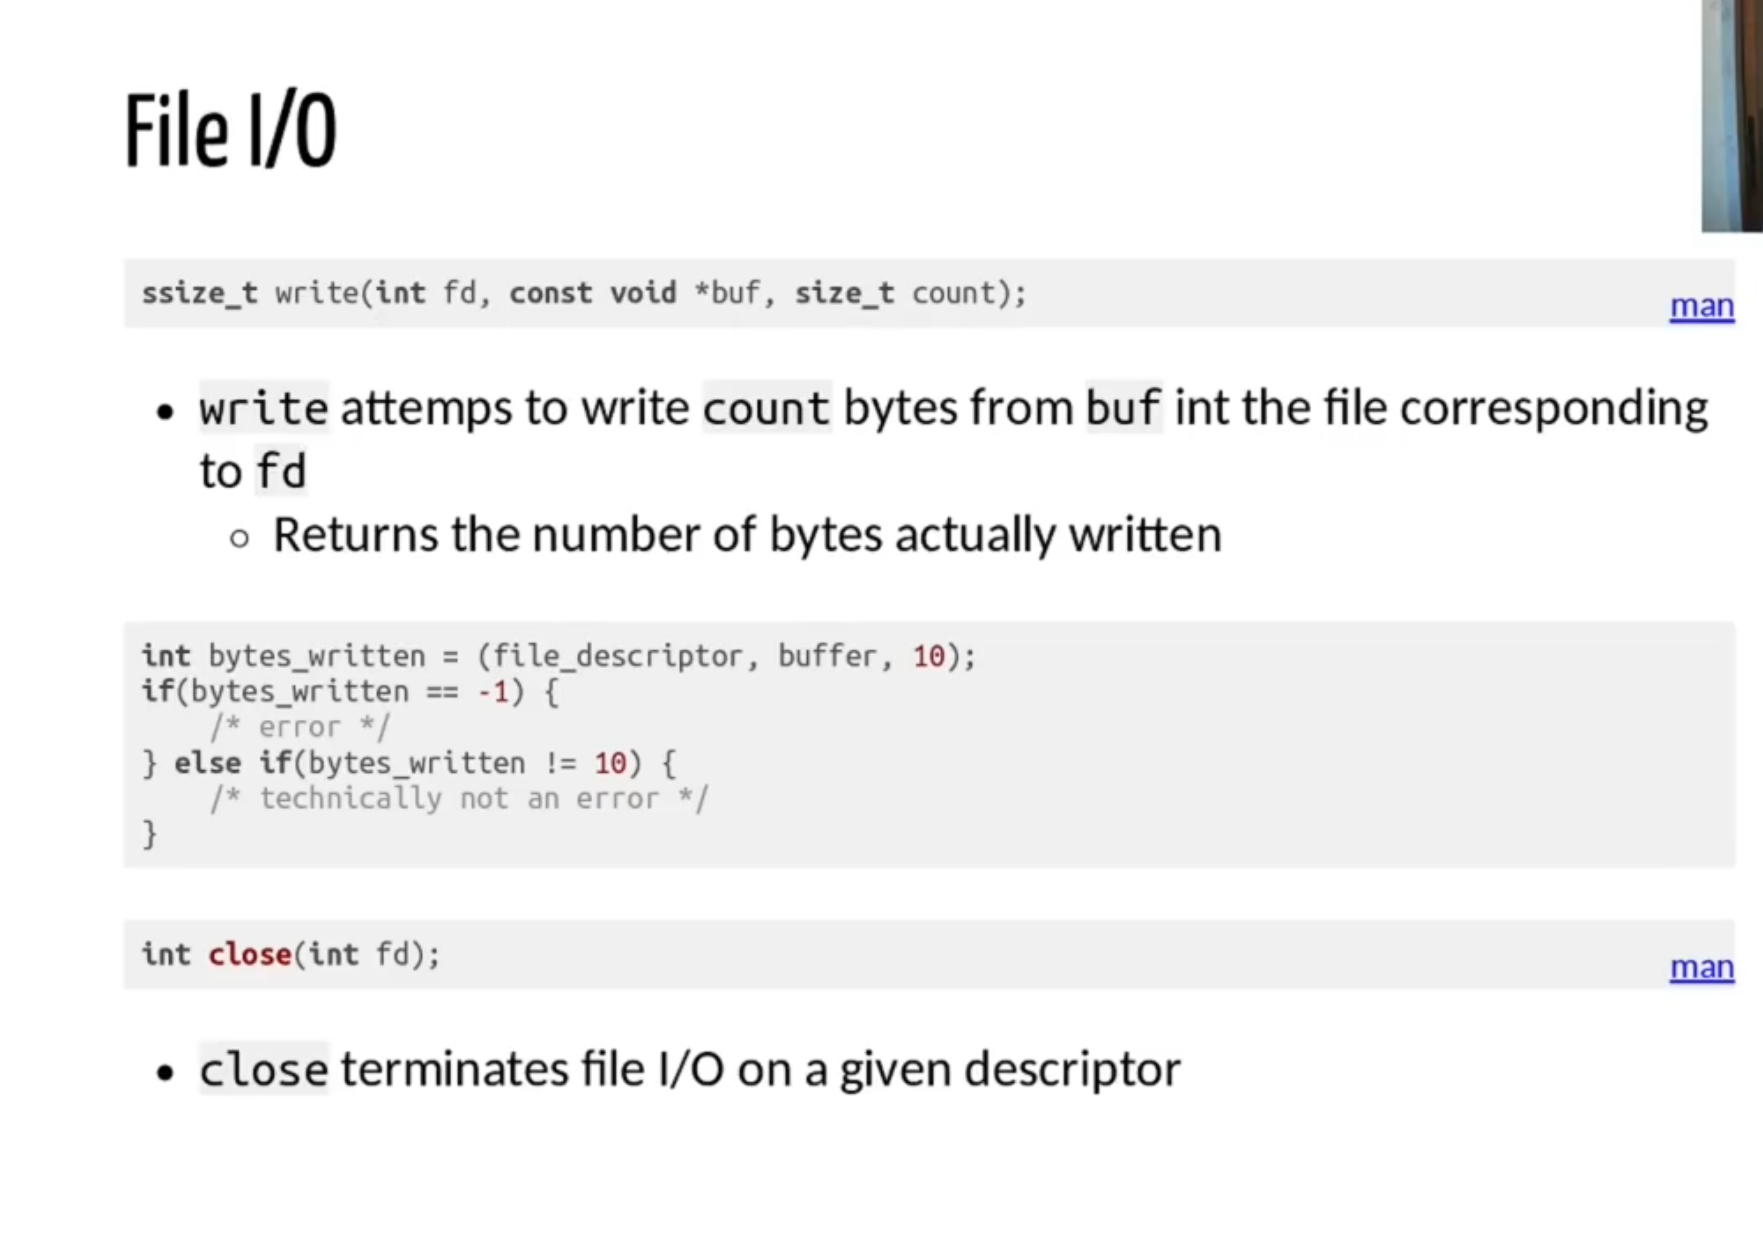 File I/O
ssize_t write(int fd, const void *buf, size_t count);
man
• write attemps to write count bytes from buf int the file corresponding
to fd
◦ Returns the number of bytes actually written
int bytes_written = (file_descriptor, buffer, 10);
if(bytes_written == -1) {
    /* error */
} else if(bytes_written != 10) {
    /* technically not an error */
}
int close(int fd);
man
• close terminates file I/O on a given descriptor